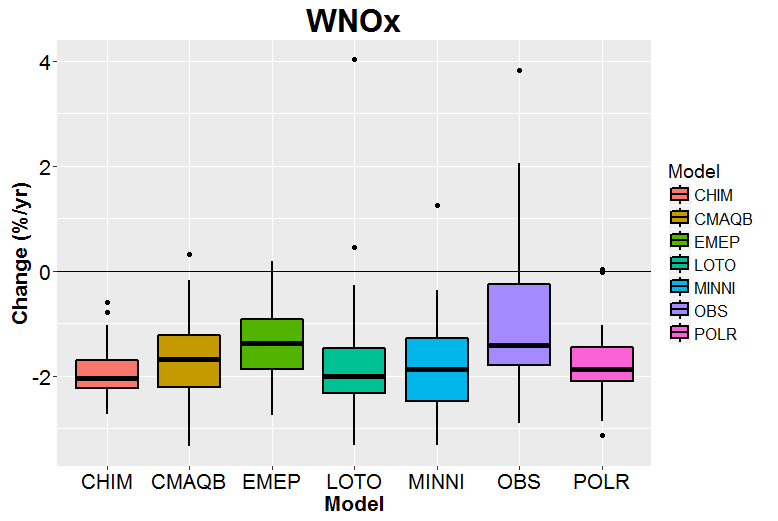 WNOx
Change (%/yr)
4
2
0
-2
CHIM CMAQB EMEP LOTO MINNI OBS POLR
Model
Model
CHIM
CMAQB
EMEP
LOTO
MINNI
OBS
POLR